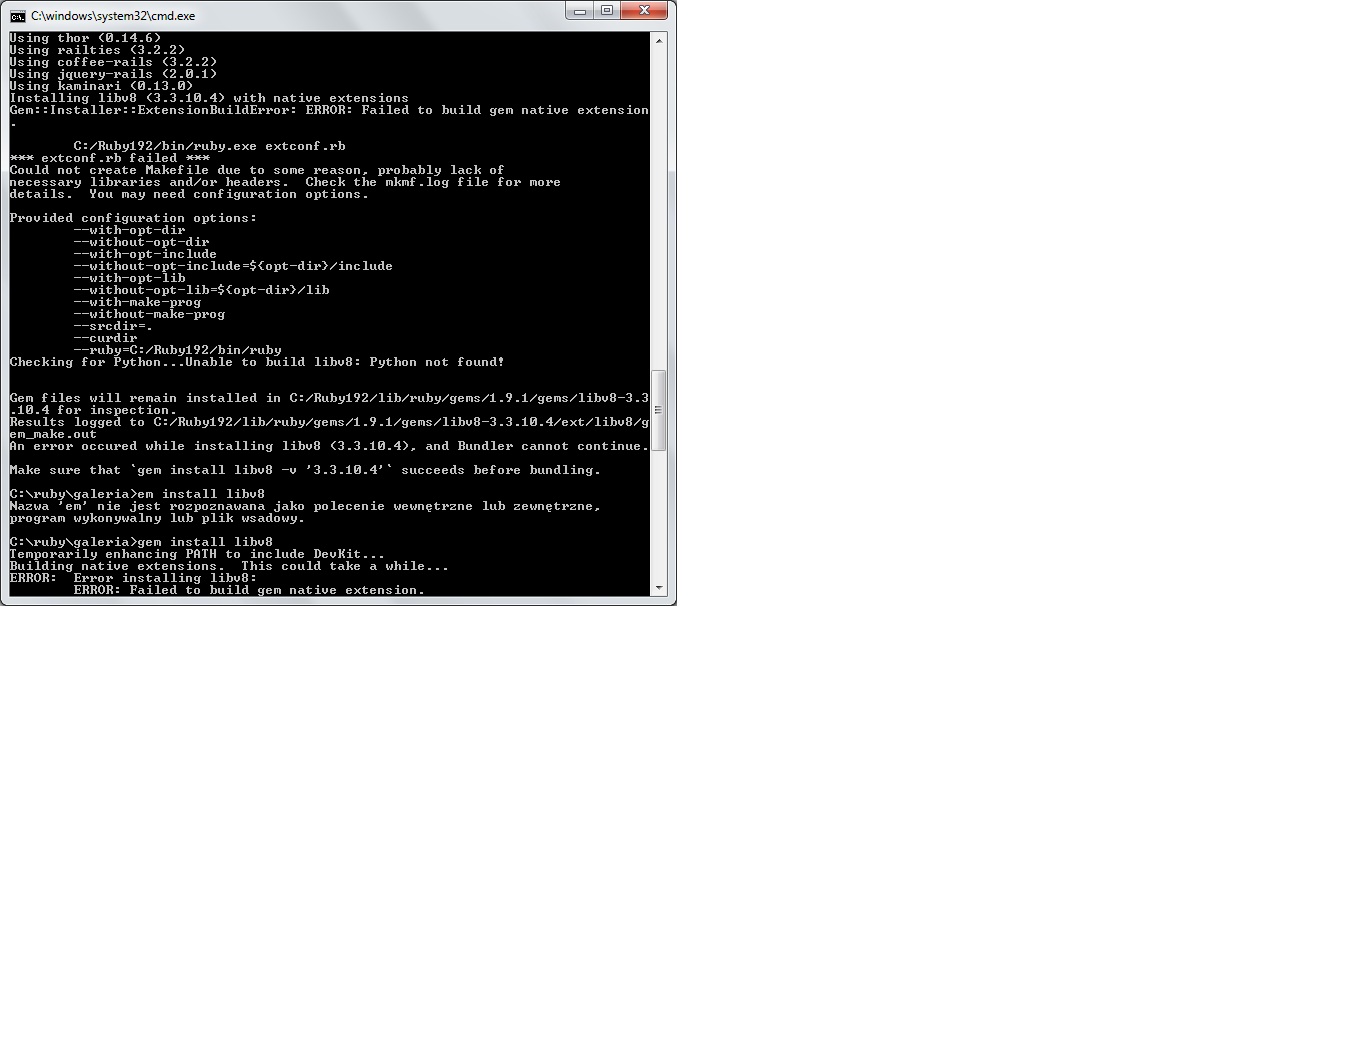 C:\windows\system32\cmd.exe
Using thor (0.14.6)
Using railties (3.2.2)
Using coffee-rails (3.2.2)
Using jquery-rails (2.0.1)
Using kaminari (0.13.0)
Installing libv8 (3.3.10.4) with native extensions
Gem::Installer::ExtensionBuildError: ERROR: Failed to build gem native extension
.
C:/Ruby192/bin/ruby.exe extconf.rb
*** extconf.rb failed ***
Could not create Makefile due to some reason, probably lack of
necessary libraries and/or headers.  Check the mkmf.log file for more
details.  You may need configuration options.
Provided configuration options:
--with-opt-dir
--without-opt-dir
--with-opt-include
--without-opt-include=${opt-dir}/include
--with-opt-lib
--without-opt-lib=${opt-dir}/lib
--with-make-prog
--without-make-prog
--srcdir=.
--curdir
--ruby=C:/Ruby192/bin/ruby
Checking for Python...Unable to build libv8: Python not found!
Gem files will remain installed in C:/Ruby192/lib/ruby/gems/1.9.1/gems/libv8-3.3
.10.4 for inspection.
Results logged to C:/Ruby192/lib/ruby/gems/1.9.1/gems/libv8-3.3.10.4/ext/libv8/g
em_make.out
An error occured while installing libv8 (3.3.10.4), and Bundler cannot continue.
Make sure that `gem install libv8 -v '3.3.10.4'` succeeds before bundling.
C:\ruby\galeria>em install libv8
Nazwa 'em' nie jest rozpoznawana jako polecenie wewnętrzne lub zewnętrzne,
program wykonywalny lub plik wsadowy.
C:\ruby\galeria>gem install libv8
Temporarily enhancing PATH to include DevKit...
Building native extensions.  This could take a while...
ERROR:  Error installing libv8:
ERROR: Failed to build gem native extension.